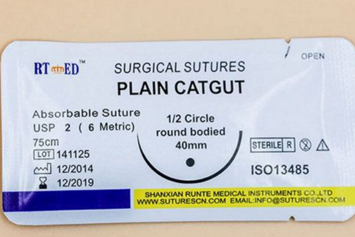 RTMED™
SURGICAL SUTURES
OPEN
PLAIN CATGUT
Absorbable Suture
USP 2 (6 Metric)
75cm
LOT 141125
12/2014
12/2019
1/2 Circle
round bodied
40mm
STERILE R
ISO13485
SHANXIAN RUNTE MEDICAL INSTRUMENTS CO.,LTD
WWW.SUTURESCN.COM EMAIL:INFO@SUTURESCN.COM